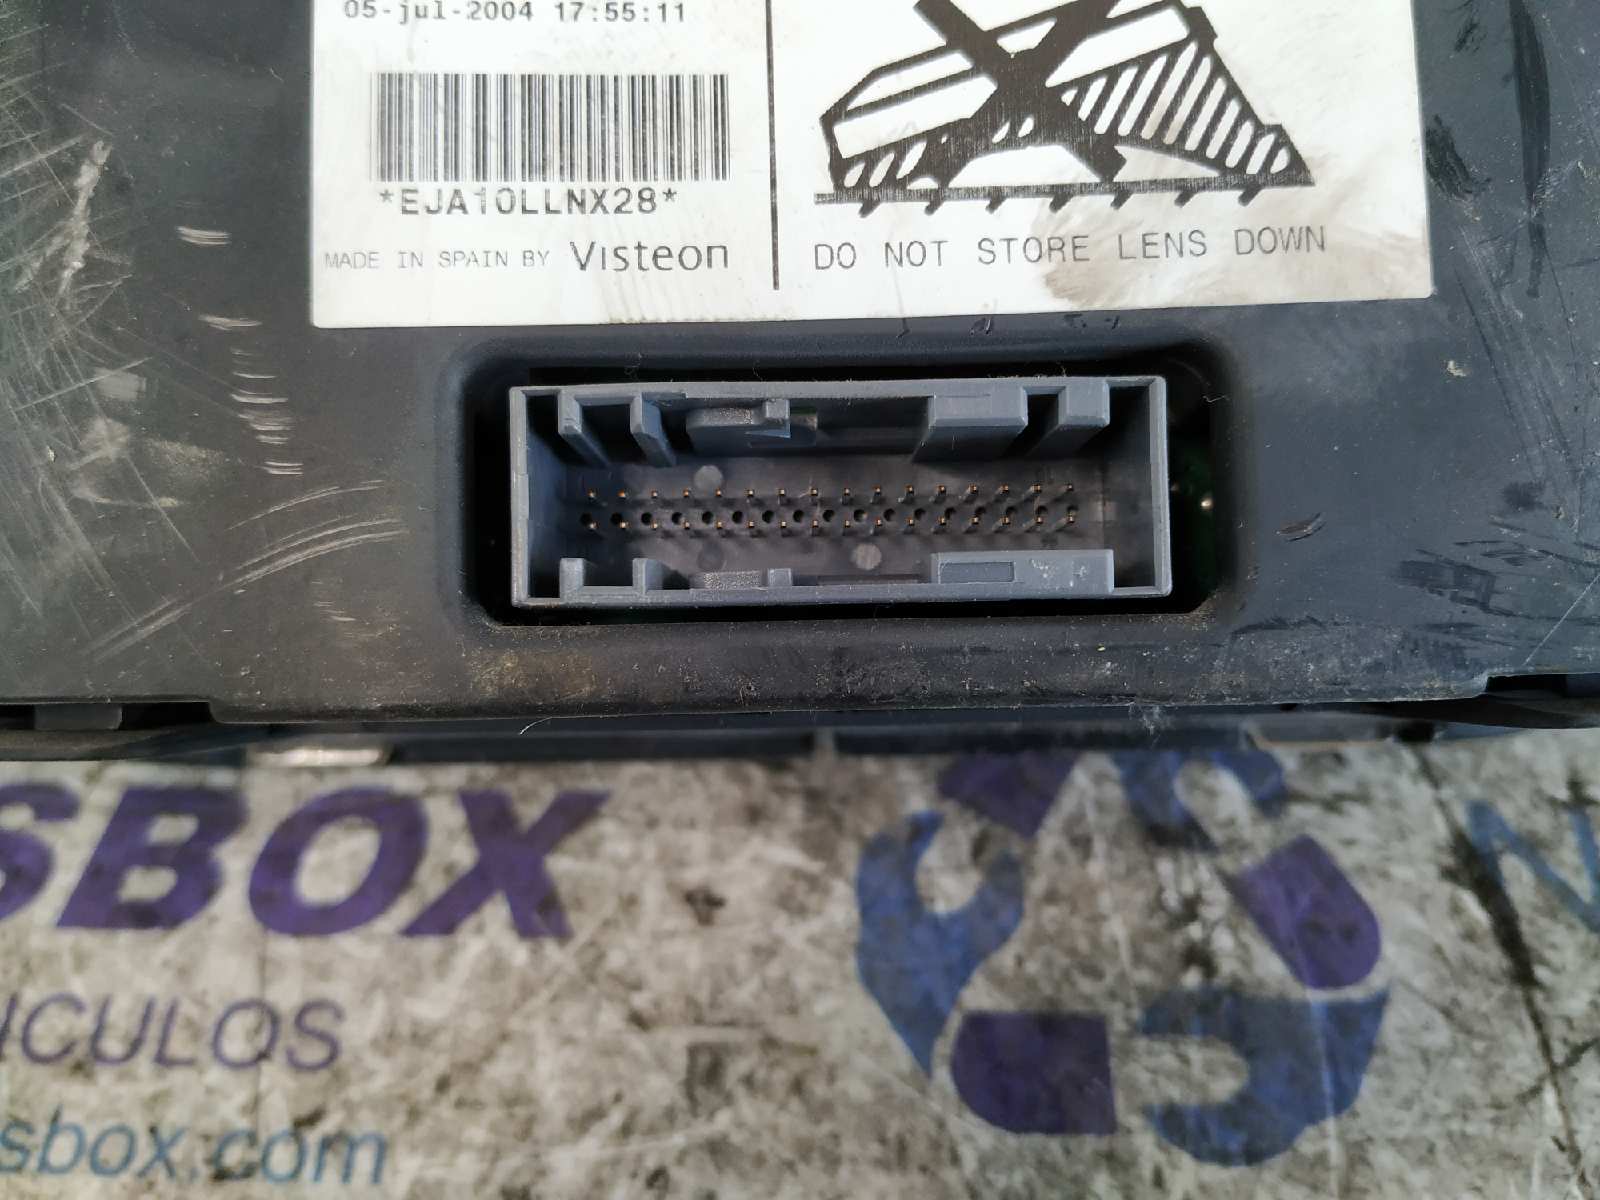 05-jul-2004 17:55:11
*EJA10LLNX28*
MADE IN SPAIN BY Visteon
DO NOT STORE LENS DOWN
SBOX
ICULOS
sbox.com